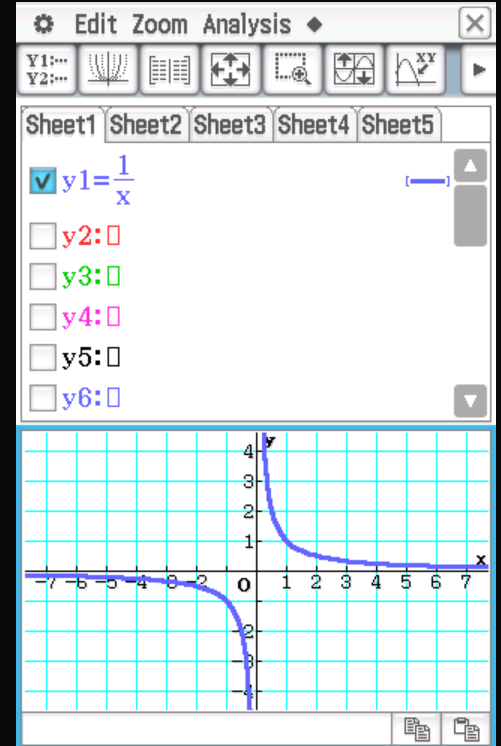 Edit Zoom Analysis ◆
Y1:··· XY
Y2:···
Sheet1 Sheet2 Sheet3 Sheet4 Sheet5
y1=1/x
y2:▯
y3:▯
y4:▯
y5:▯
y6:▯
y
4
3
2
1
x
-7 -6 -5 -4 -3 -2 0 1 2 3 4 5 6 7
-2
-3
-4